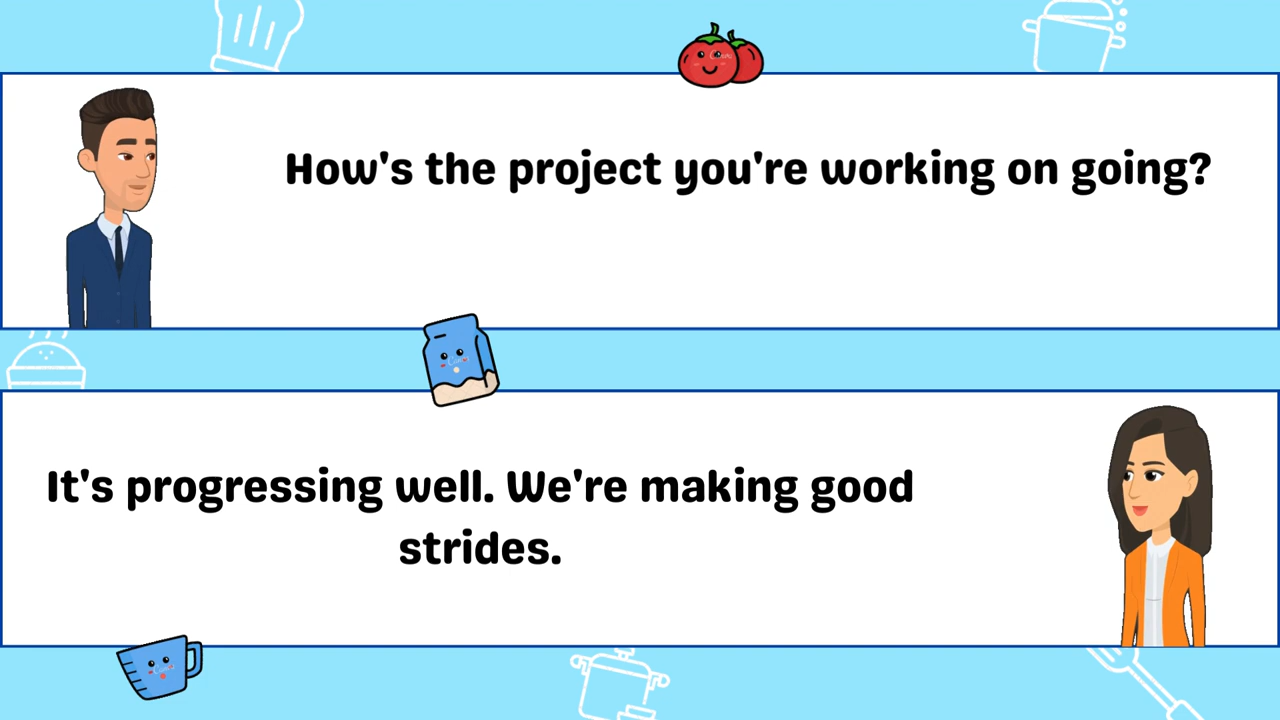 How's the project you're working on going?
It's progressing well. We're making good
strides.